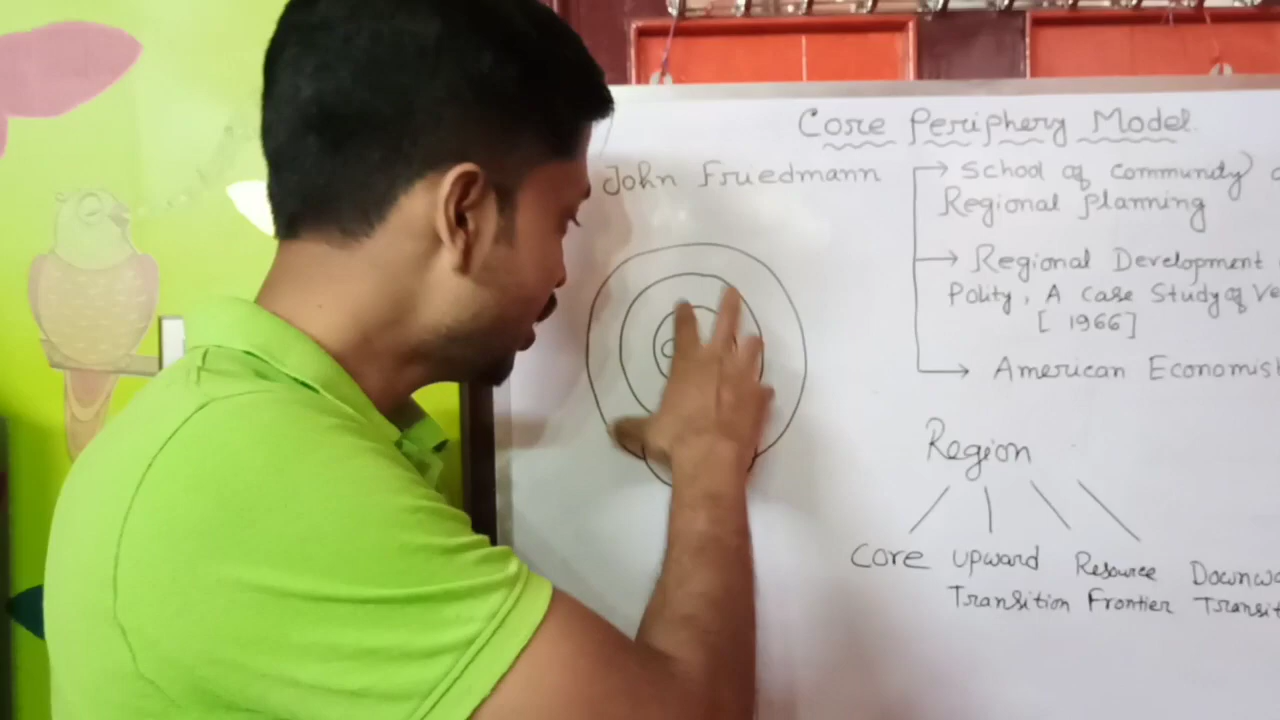 Core Periphery Model
John Friedmann
School of Community
Regional planning
Regional Development
Polity, A Case Study of Ve
[ 1966]
American Economist
Region
Core Upward Resource Downwa
Transition Frontier Transit